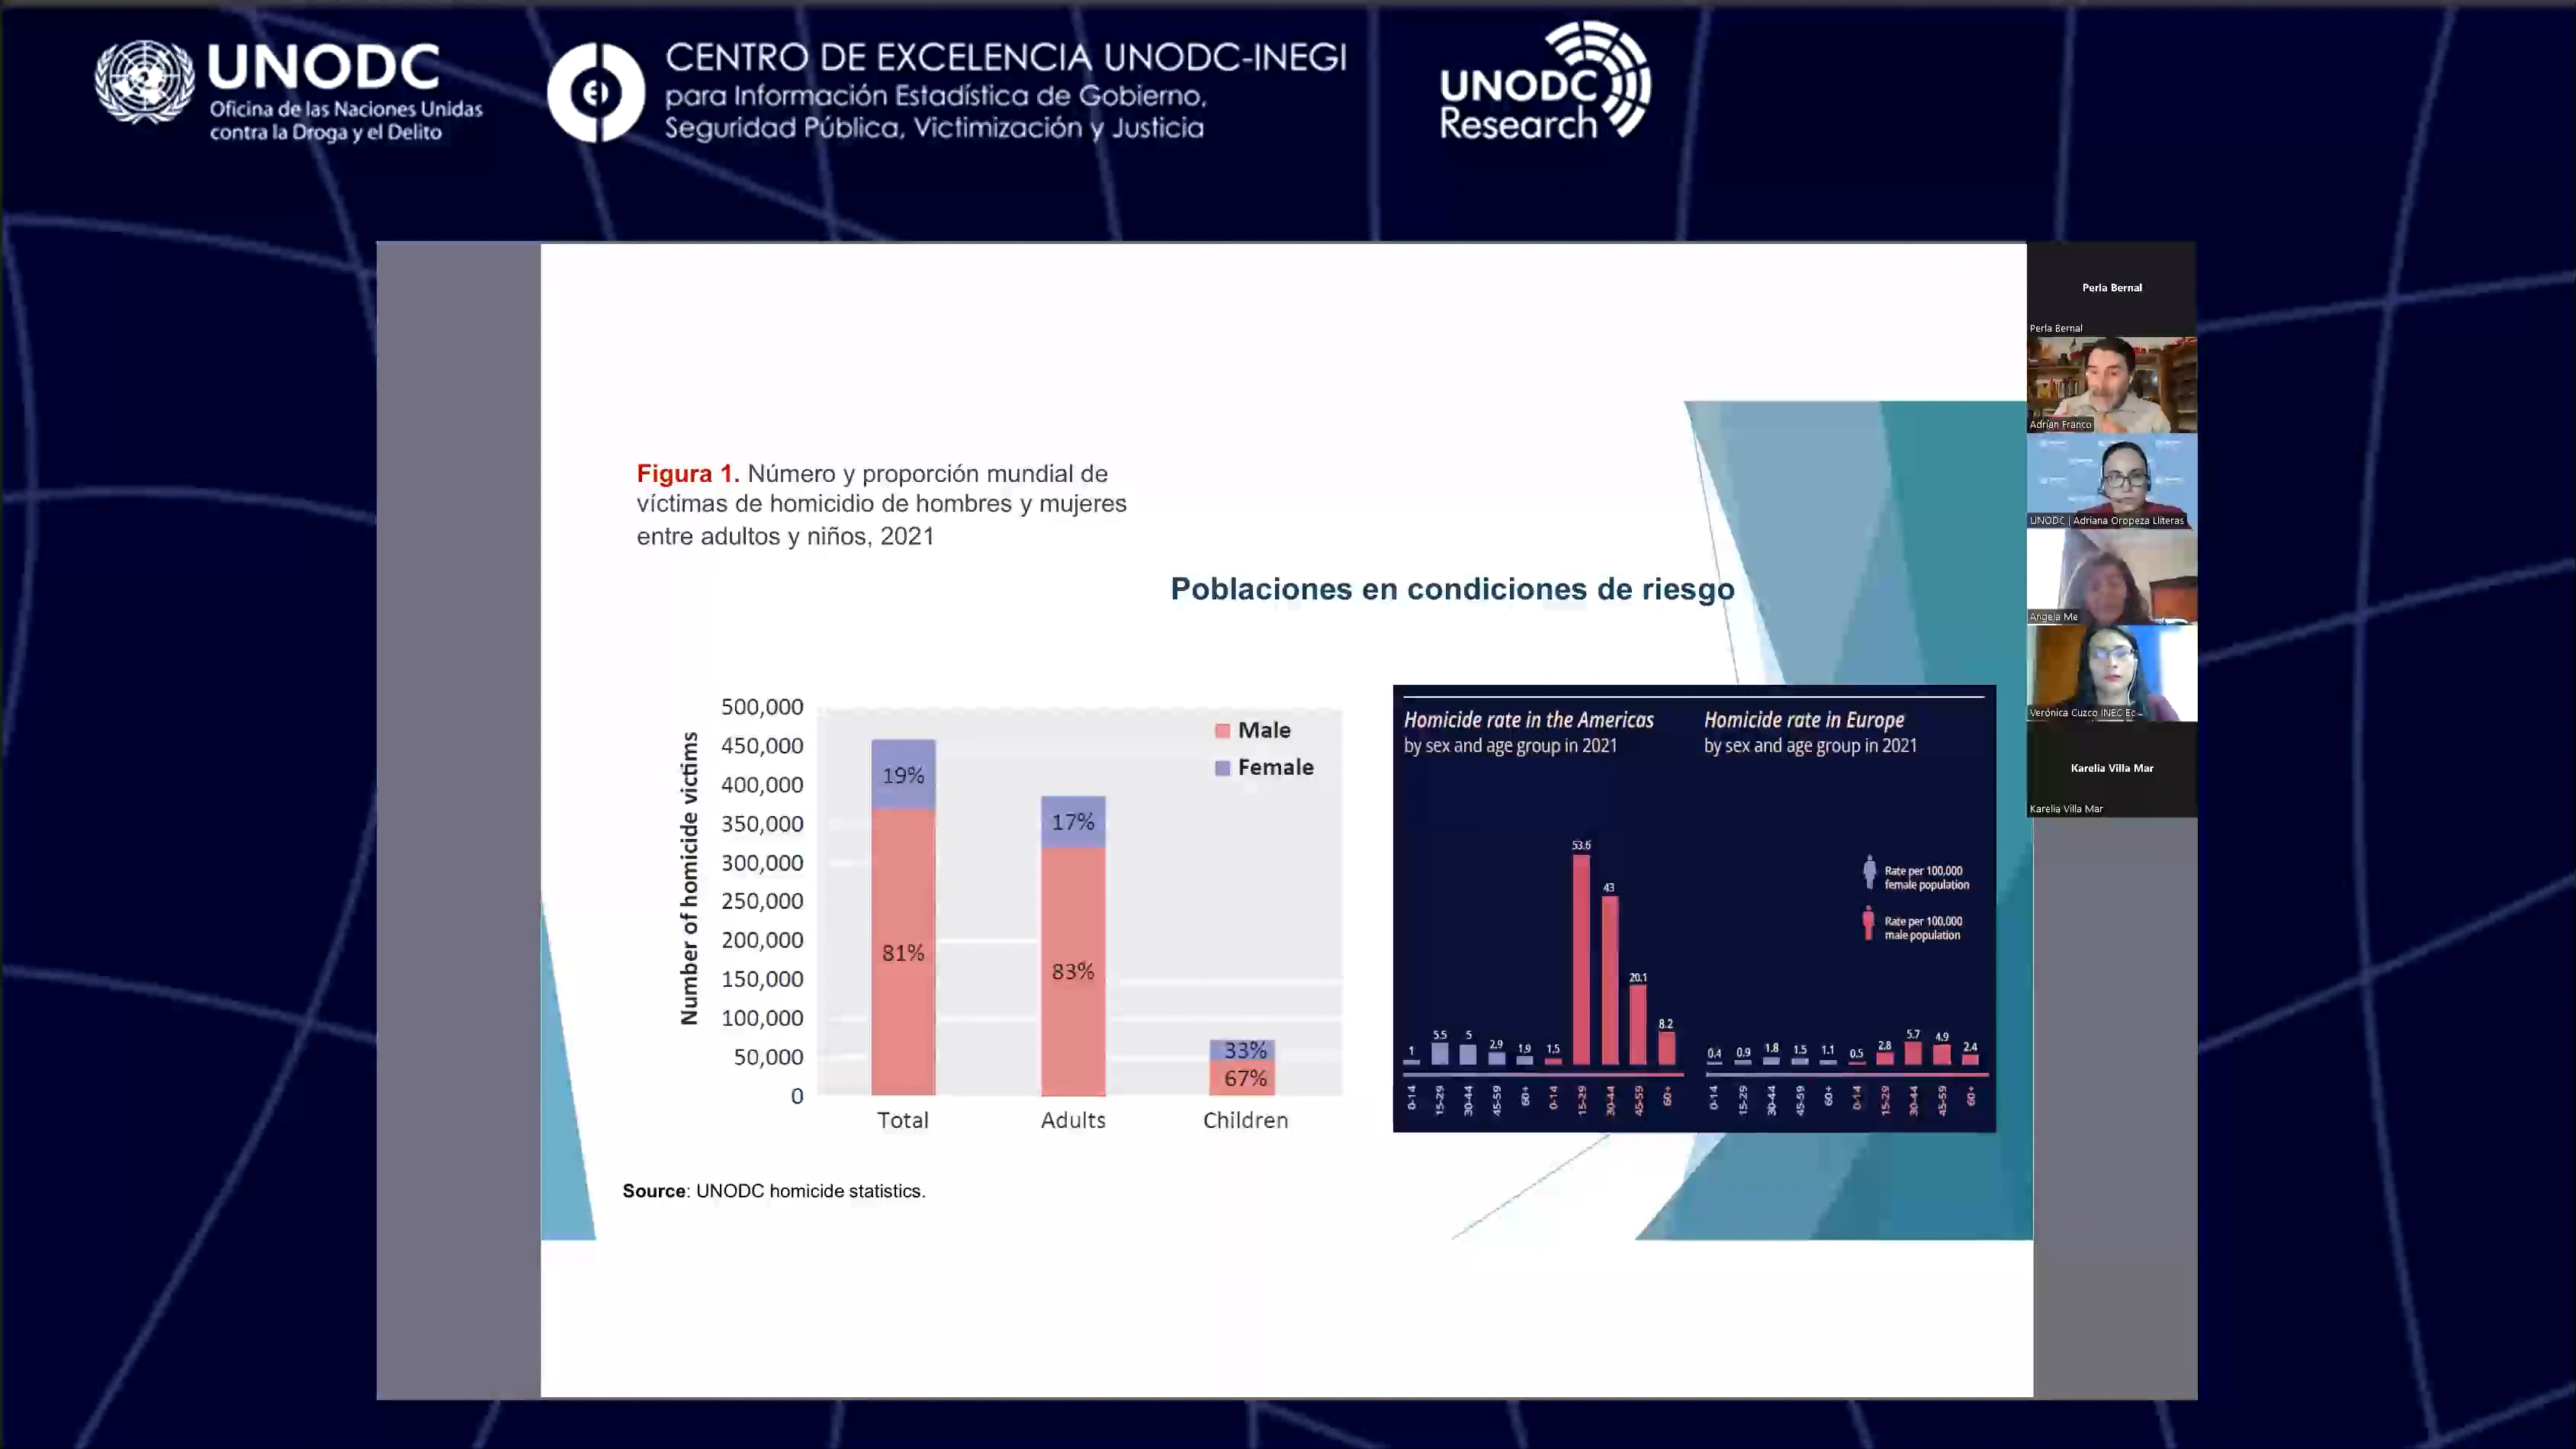 UNODC
Oficina de las Naciones Unidas
contra la Droga y el Delito
CENTRO DE EXCELENCIA UNODC-INEGI
para Información Estadística de Gobierno,
Seguridad Pública, Victimización y Justicia
UNODC
Research
Figura 1. Número y proporción mundial de
víctimas de homicidio de hombres y mujeres
entre adultos y niños, 2021
Poblaciones en condiciones de riesgo
Number of homicide victims
500,000
450,000
400,000
350,000
300,000
250,000
200,000
150,000
100,000
50,000
0
Male
Female
19%
81%
17%
83%
33%
67%
Total
Adults
Children
Source: UNODC homicide statistics.
Homicide rate in the Americas
by sex and age group in 2021
1
5.5
5
2.9
1.9
1.5
53.6
43
20.1
8.2
0-14
15-29
30-44
45-59
60+
0-14
15-29
30-44
45-59
60+
Homicide rate in Europe
by sex and age group in 2021
Rate per 100,000
female population
Rate per 100,000
male population
0.4
0.9
1.8
1.5
1.1
0.5
2.8
5.7
4.9
2.4
0-14
15-29
30-44
45-59
60+
0-14
15-29
30-44
45-59
60+
Perla Bernal
Perla Bernal
Adrían Franco
UNODC | Adriana Oropeza Lliteras
Angela Me
Verónica Cuzco INEC Ec
Karelia Villa Mar
Karelia Villa Mar